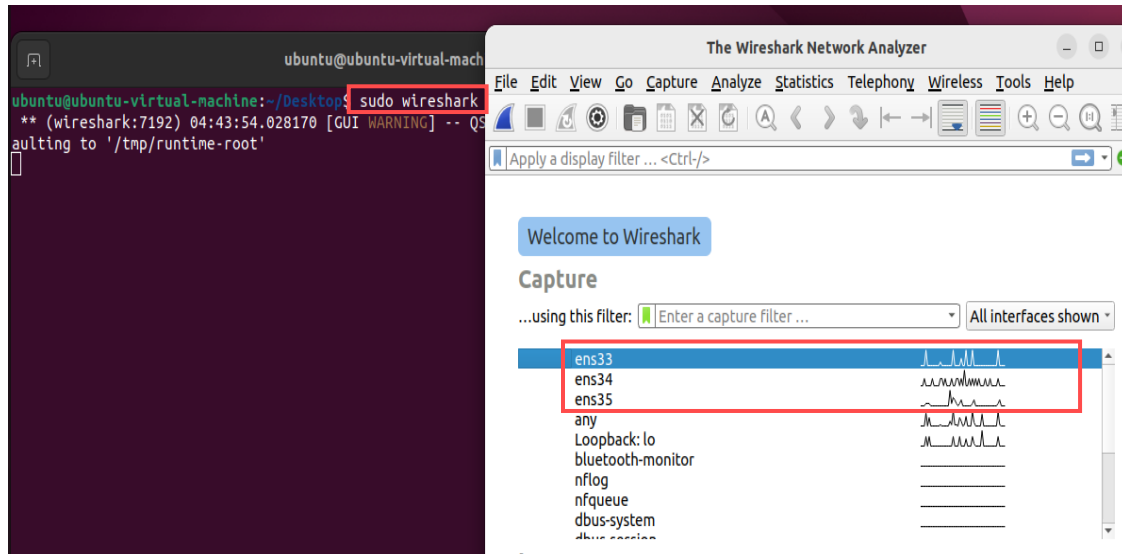 ubuntu@ubuntu-virtual-mach
ubuntu@ubuntu-virtual-machine:~/Desktop$ sudo wireshark
** (wireshark:7192) 04:43:54.028170 [GUI WARNING] -- QS
aulting to '/tmp/runtime-root'
The Wireshark Network Analyzer
File Edit View Go Capture Analyze Statistics Telephony Wireless Tools Help
Apply a display filter … <Ctrl-/>
Welcome to Wireshark
Capture
…using this filter: Enter a capture filter … All interfaces shown
ens33
ens34
ens35
any
Loopback: lo
bluetooth-monitor
nflog
nfqueue
dbus-system
dbus-session